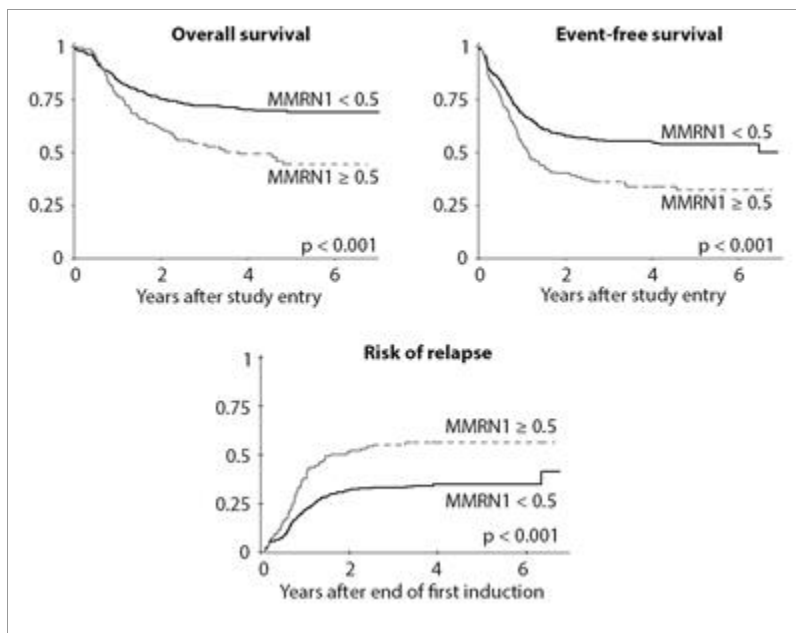 Overall survival
1
0.75
0.5
0.25
0
MMRN1 < 0.5
MMRN1 ≥ 0.5
p < 0.001
0 2 4 6
Years after study entry
Event-free survival
1
0.75
0.5
0.25
0
MMRN1 < 0.5
MMRN1 ≥ 0.5
p < 0.001
0 2 4 6
Years after study entry
Risk of relapse
1
0.75
0.5
0.25
0
MMRN1 ≥ 0.5
MMRN1 < 0.5
p < 0.001
0 2 4 6
Years after end of first induction